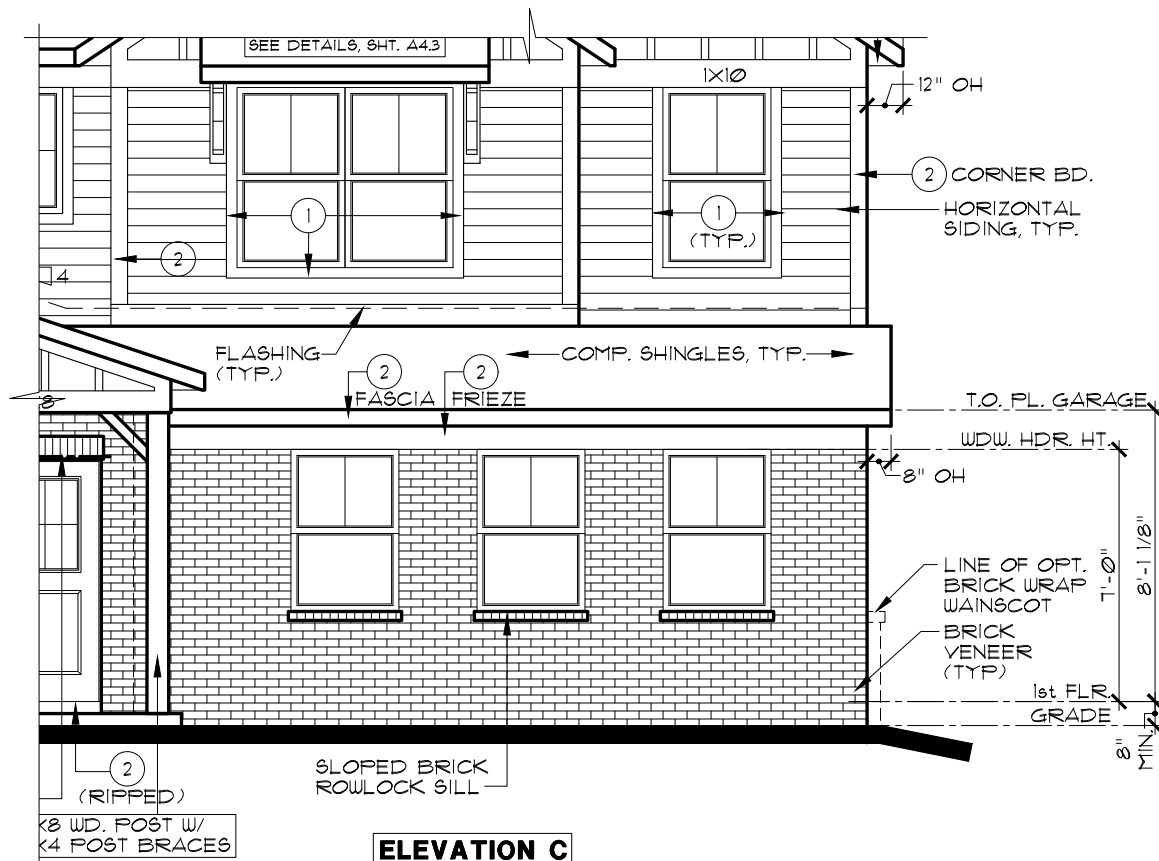 SEE DETAILS, SHT. A4.3
1X10
12" OH
2 CORNER BD.
HORIZONTAL
SIDING, TYP.
1
1
(TYP.)
2
4
FLASHING
(TYP.)
COMP. SHINGLES, TYP.
2
2
FASCIA
FRIEZE
8
T.O. PL. GARAGE
WDW. HDR. HT.
8" OH
LINE OF OPT.
BRICK WRAP
WAINSCOT
7'-0"
8'-1 1/8"
BRICK
VENEER
(TYP)
1st FLR.
GRADE
8"
MIN.
2
(RIPPED)
SLOPED BRICK
ROWLOCK SILL
X8 WD. POST W/
X4 POST BRACES
ELEVATION C